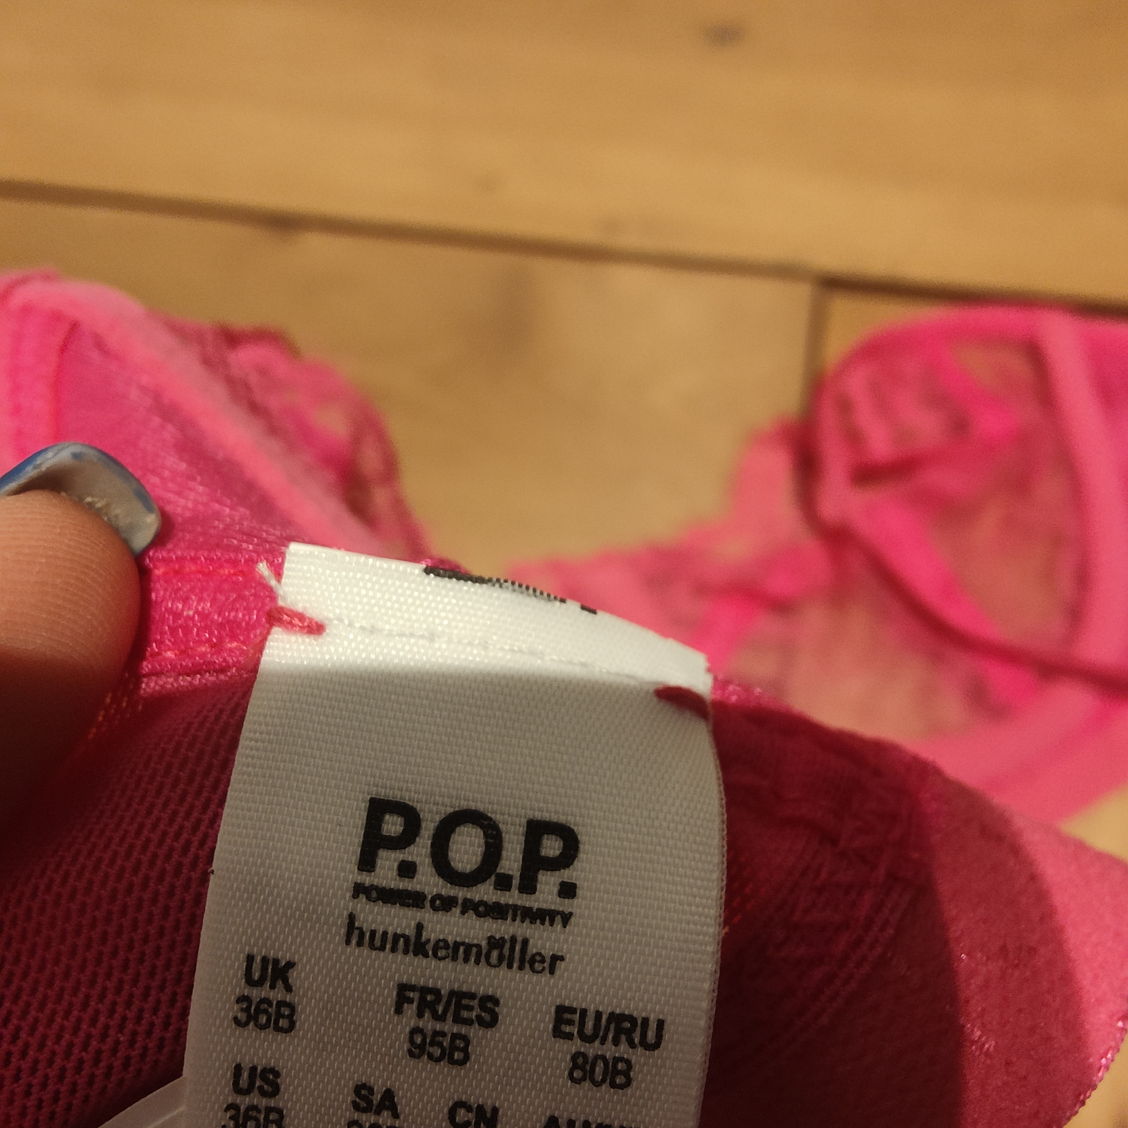 P.O.P.
POWER OF POSITIVITY
hunkemöller
UK FR/ES EU/RU
36B 95B 80B
US SA CN
36B